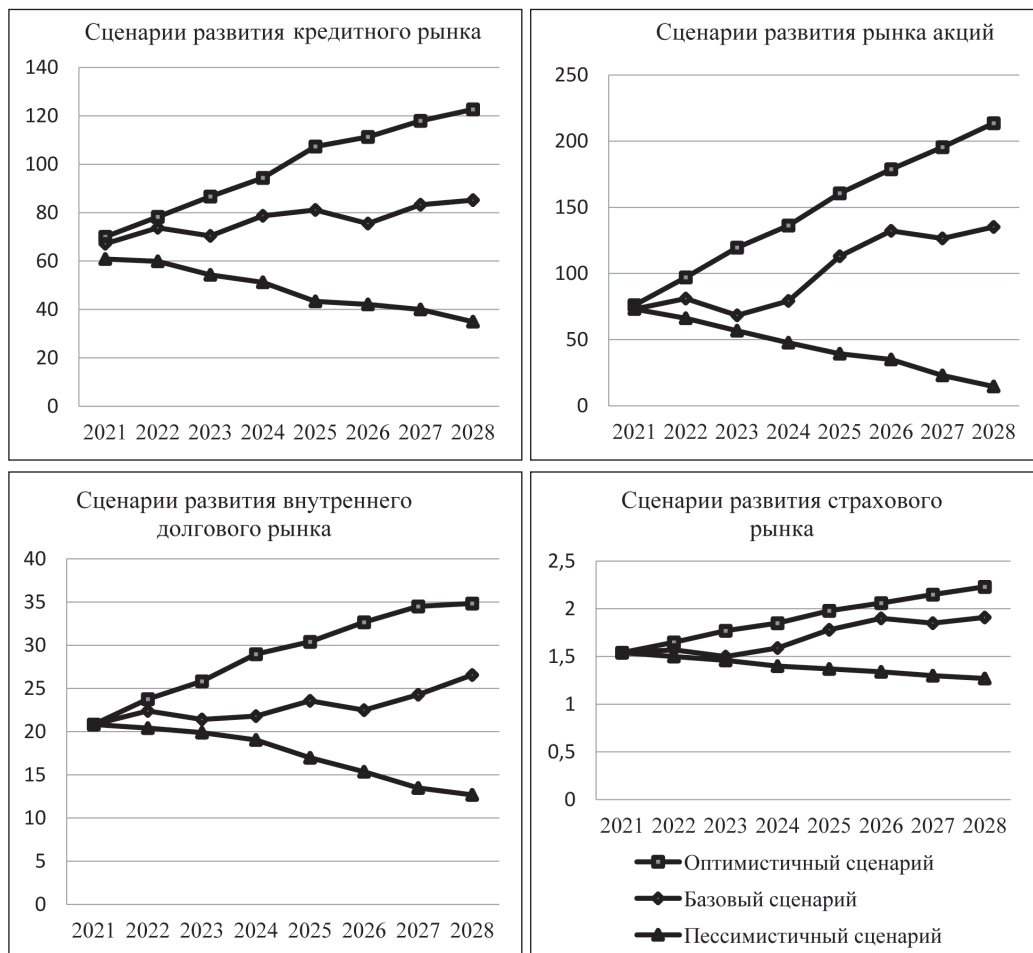 Сценарии развития кредитного рынка
140
120
100
80
60
40
20
0
2021 2022 2023 2024 2025 2026 2027 2028
Сценарии развития рынка акций
250
200
150
100
50
0
2021 2022 2023 2024 2025 2026 2027 2028
Сценарии развития внутреннего
долгового рынка
40
35
30
25
20
15
10
5
0
2021 2022 2023 2024 2025 2026 2027 2028
Сценарии развития страхового
рынка
2,5
2
1,5
1
0,5
0
2021 2022 2023 2024 2025 2026 2027 2028
Оптимистичный сценарий
Базовый сценарий
Пессимистичный сценарий